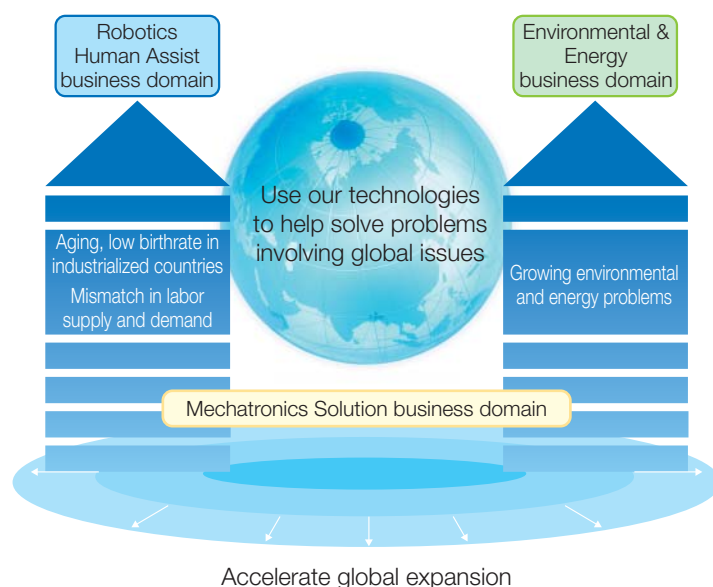 Robotics
Human Assist
business domain
Environmental &
Energy
business domain
Use our technologies
to help solve problems
involving global issues
Aging, low birthrate in
industrialized countries
Mismatch in labor
supply and demand
Growing environmental
and energy problems
Mechatronics Solution business domain
Accelerate global expansion